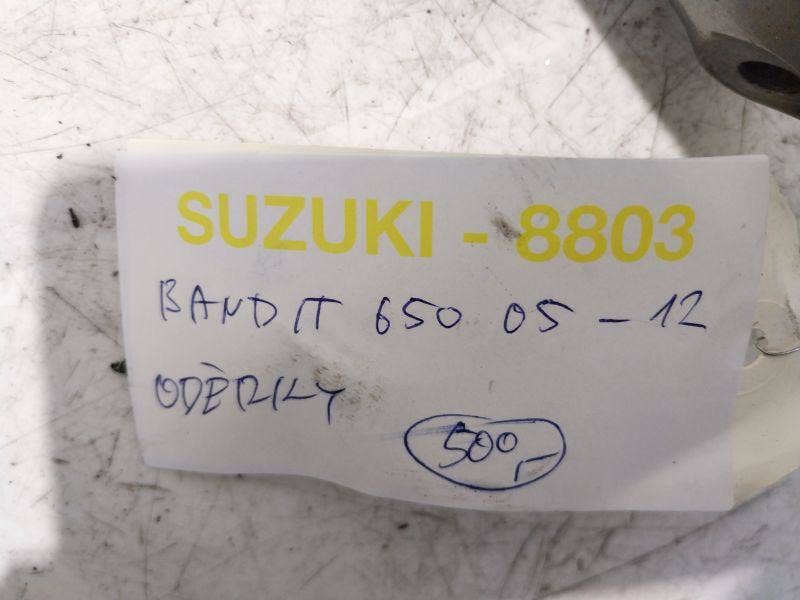 SUZUKI - 8803
BANDIT 650 05 - 12
ODĚRKY
500,-